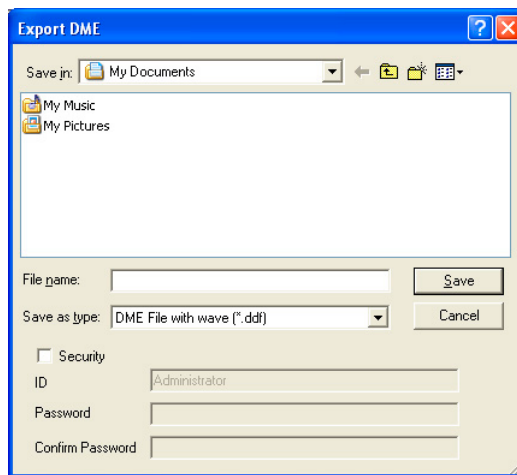 Export DME
Save in: My Documents
My Music
My Pictures
File name:
Save
Save as type: DME File with wave (*.ddf)
Cancel
Security
ID Administrator
Password
Confirm Password